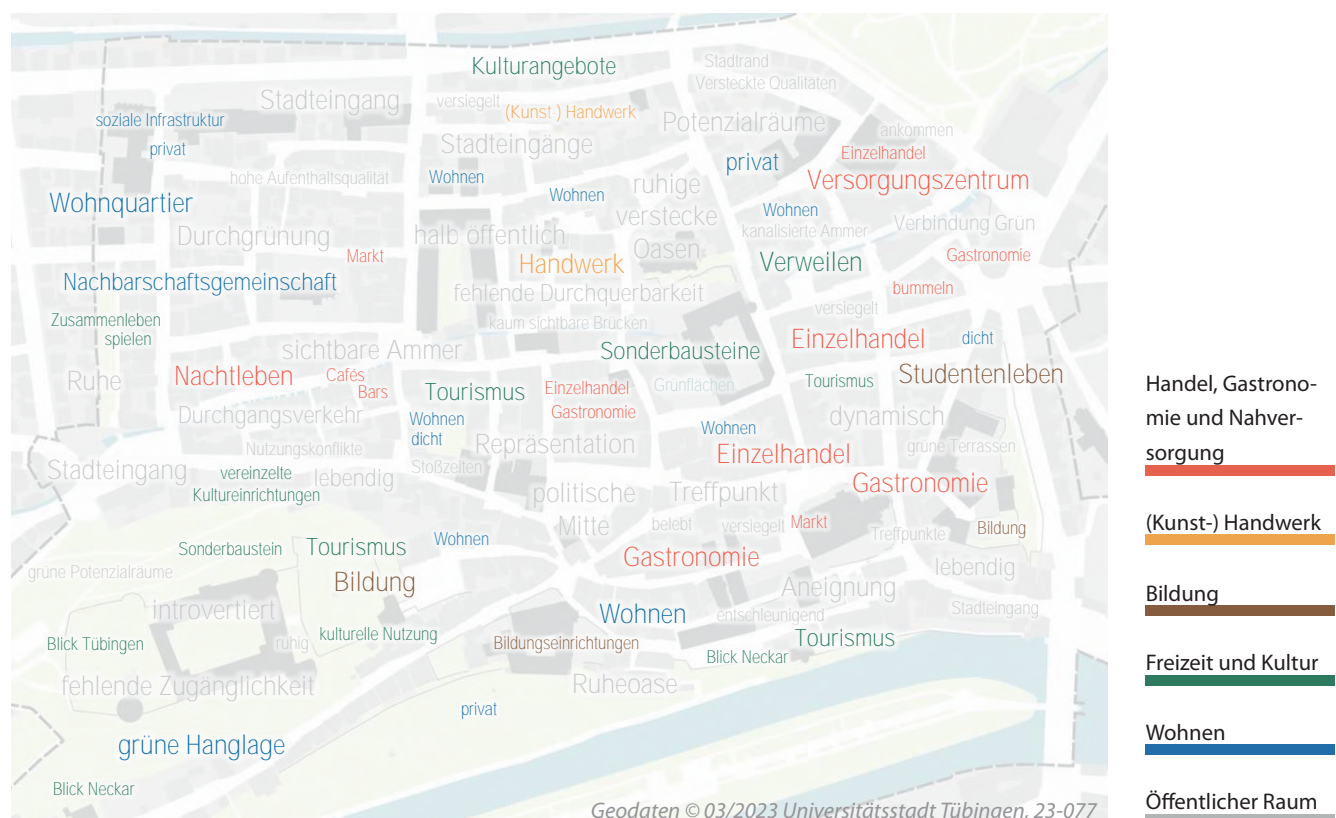 Kulturangebote
Stadtrand
Versteckte Qualitäten
Stadteingang
versiegelt
(Kunst-) Handwerk
soziale Infrastruktur
Potenzialräume
ankommen
privat
Stadteingänge
privat
Einzelhandel
hohe Aufenthaltsqualität
Wohnen
Wohnen
ruhige
verstecke
Oasen
Versorgungszentrum
Wohnquartier
Wohnen
kanalisierte Ammer
Verbindung Grün
Durchgrünung
halb öffentlich
Markt
Handwerk
Verweilen
Gastronomie
Nachbarschaftsgemeinschaft
fehlende Durchquerbarkeit
bummeln
versiegelt
Zusammenleben
spielen
kaum sichtbare Brücken
Einzelhandel
dicht
sichtbare Ammer
Sonderbausteine
Ruhe
Nachtleben
Cafés
Bars
Tourismus
Einzelhandel
Gastronomie
Grünflächen
Tourismus
Studentenleben
Durchgangsverkehr
Wohnen
dicht
Wohnen
dynamisch
Nutzungskonflikte
Repräsentation
Einzelhandel
grüne Terrassen
Stadteingang
vereinzelte
Kultureinrichtungen
lebendig
Stoßzeiten
Gastronomie
politische
Mitte
Treffpunkt
belebt
versiegelt
Markt
Treffpunkte
Bildung
Sonderbaustein
Tourismus
Wohnen
Gastronomie
lebendig
grüne Potenzialräume
Bildung
Aneignung
introvertiert
Wohnen
entschleunigend
Stadteingang
Blick Tübingen
ruhig
kulturelle Nutzung
Bildungseinrichtungen
Tourismus
Blick Neckar
fehlende Zugänglichkeit
Ruheoase
privat
grüne Hanglage
Blick Neckar
Geodaten © 03/2023 Universitätsstadt Tübingen, 23-077
Handel, Gastrono-
mie und Nahver-
sorgung
(Kunst-) Handwerk
Bildung
Freizeit und Kultur
Wohnen
Öffentlicher Raum